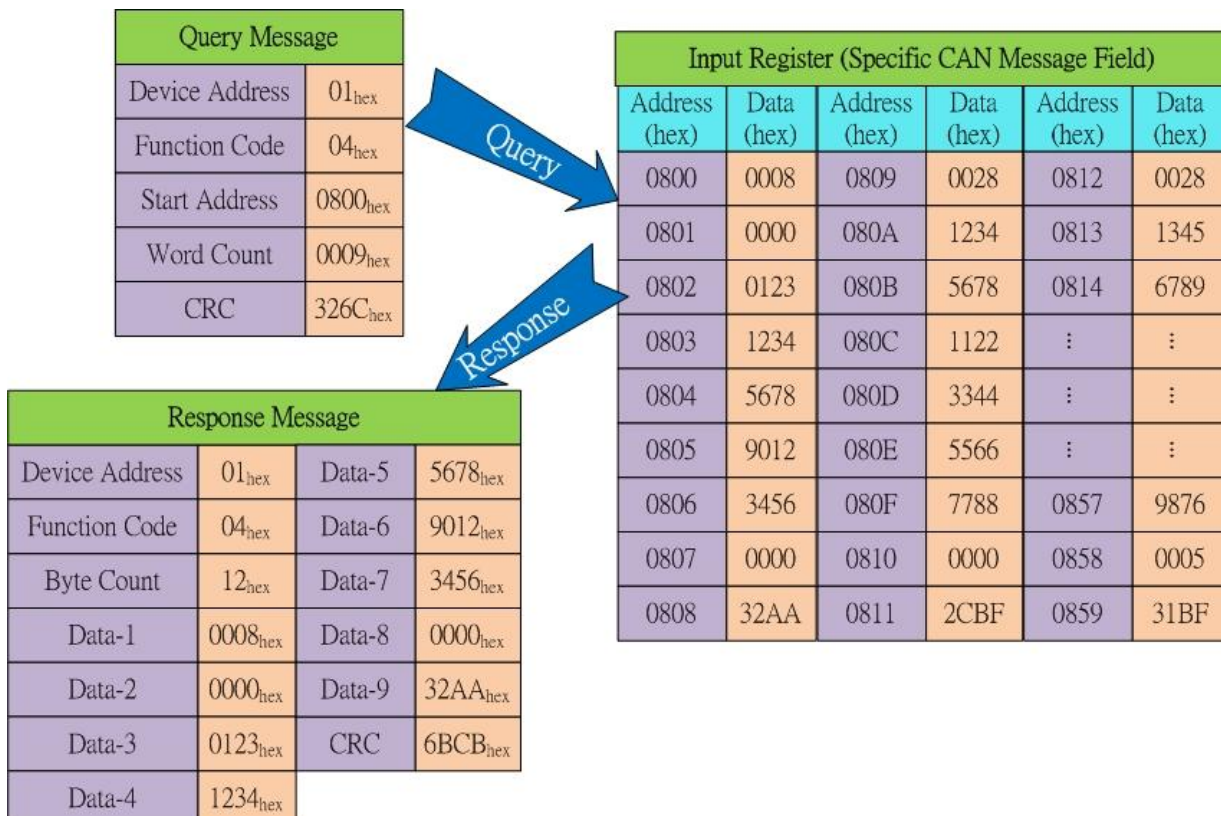 Query Message
Device Address 01hex
Function Code 04hex
Start Address 0800hex
Word Count 0009hex
CRC 326Chex
Query
Response
Input Register (Specific CAN Message Field)
Address (hex) Data (hex) Address (hex) Data (hex) Address (hex) Data (hex)
0800 0008 0809 0028 0812 0028
0801 0000 080A 1234 0813 1345
0802 0123 080B 5678 0814 6789
0803 1234 080C 1122 ⋮ ⋮
0804 5678 080D 3344 ⋮ ⋮
0805 9012 080E 5566 ⋮ ⋮
0806 3456 080F 7788 0857 9876
0807 0000 0810 0000 0858 0005
0808 32AA 0811 2CBF 0859 31BF
Response Message
Device Address 01hex Data-5 5678hex
Function Code 04hex Data-6 9012hex
Byte Count 12hex Data-7 3456hex
Data-1 0008hex Data-8 0000hex
Data-2 0000hex Data-9 32AAhex
Data-3 0123hex CRC 6BCBhex
Data-4 1234hex